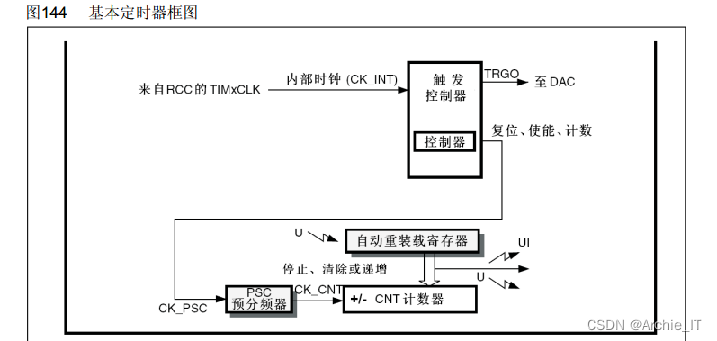 图144 基本定时器框图
来自RCC的TIMxCLK
内部时钟 (CK_INT)
触发
控制器
TRGO
至DAC
控制器
复位、使能、计数
U
自动重装载寄存器
UI
停止、清除或递增
U
CK_PSC
PSC
预分频器
CK_CNT
+/- CNT 计数器
CSDN @Archie_IT